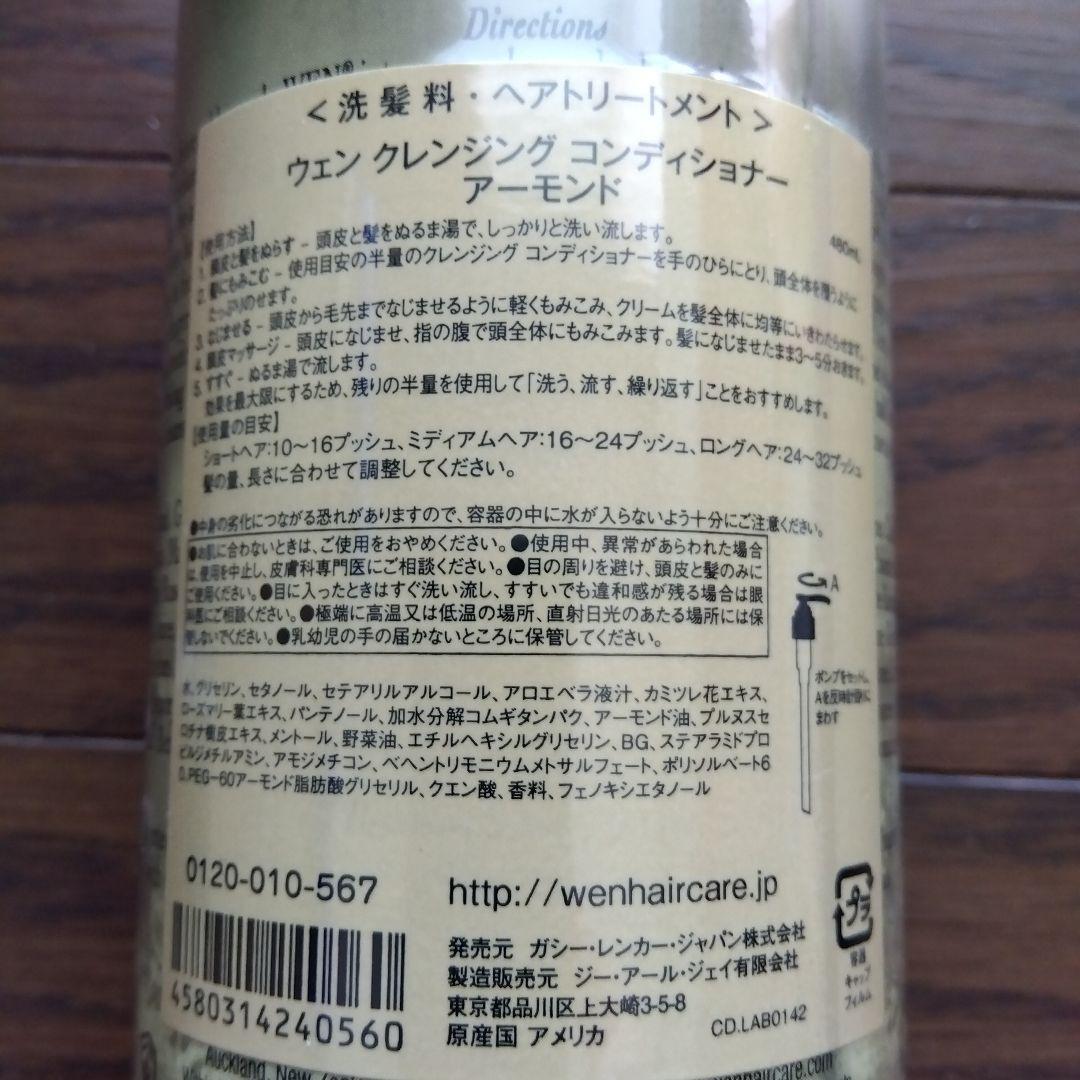 Directions
WEN®
<洗髪料・ヘアトリートメント>
ウェン クレンジング コンディショナー
アーモンド
480mL
【使用方法】
1. 頭皮と髪をぬらす – 頭皮と髪をぬるま湯で、しっかりと洗い流します。
2. 髪にもみこむ – 使用目安の半量のクレンジング コンディショナーを手のひらにとり、頭全体を覆うように
たっぷりのせます。
3. なじませる – 頭皮から毛先までなじませるように軽くもみこみ、クリームを髪全体に均等にいきわたらせます。
4. 頭皮マッサージ – 頭皮になじませ、指の腹で頭全体にもみこみます。髪になじませたまま3～5分おきます。
5. すすぐ – ぬるま湯で流します。
効果を最大限にするため、残りの半量を使用して「洗う、流す、繰り返す」ことをおすすめします。
【使用量の目安】
ショートヘア:10～16プッシュ、ミディアムヘア:16～24プッシュ、ロングヘア:24～32プッシュ
髪の量、長さに合わせて調整してください。
●中身の劣化につながる恐れがありますので、容器の中に水が入らないよう十分にご注意ください。
●お肌に合わないときは、ご使用をおやめください。●使用中、異常があらわれた場合
は、使用を中止し、皮膚科専門医にご相談ください。●目の周りを避け、頭皮と髪のみに
ご使用ください。●目に入ったときはすぐ洗い流し、すすいでも違和感が残る場合は眼
科医にご相談ください。●極端に高温又は低温の場所、直射日光のあたる場所には保
管しないでください。●乳幼児の手の届かないところに保管してください。
A
ポンプをセットし、
Aを反時計回りに
まわす
水、グリセリン、セタノール、セテアリルアルコール、アロエベラ液汁、カミツレ花エキス、
ローズマリー葉エキス、パンテノール、加水分解コムギタンパク、アーモンド油、プルヌスセ
ロチナ樹皮エキス、メントール、野菜油、エチルヘキシルグリセリン、BG、ステアラミドプロ
ピルジメチルアミン、アモジメチコン、ベヘントリモニウムメトサルフェート、ポリソルベート6
0、PEG-60アーモンド脂肪酸グリセリル、クエン酸、香料、フェノキシエタノール
0120-010-567
http://wenhaircare.jp
プラ
容器
キャップ
フィルム
4580314240560
発売元 ガシー・レンカー・ジャパン株式会社
製造販売元 ジー・アール・ジェイ有限会社
東京都品川区上大崎3-5-8
原産国 アメリカ
CD.LAB0142
Auckland, New